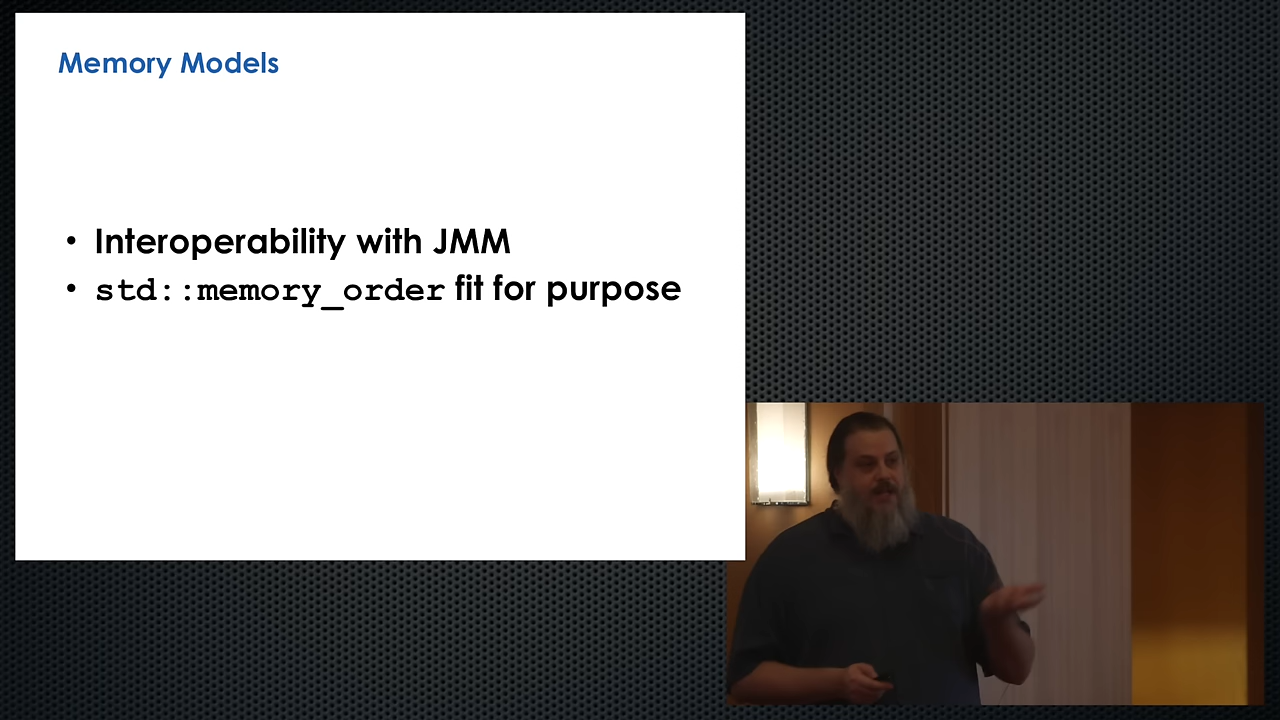 Memory Models
• Interoperability with JMM
• std::memory_order fit for purpose